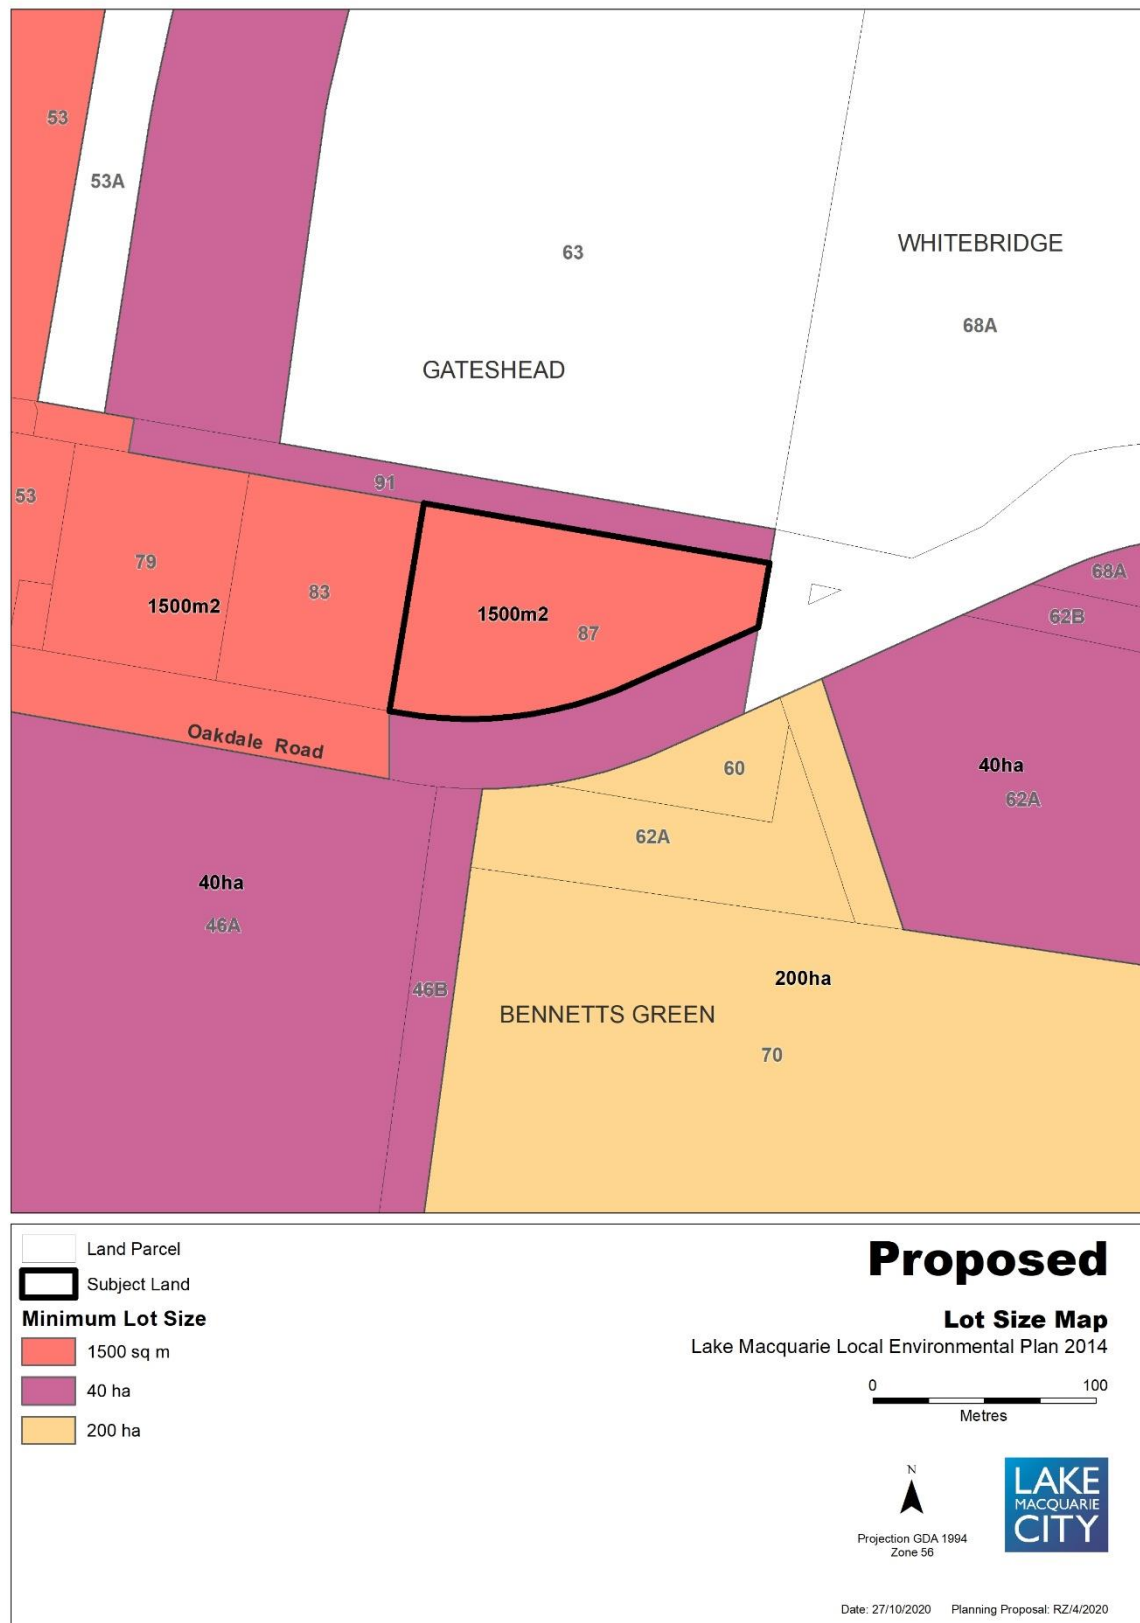 53
53A
63
WHITEBRIDGE
68A
GATESHEAD
91
53
79
1500m2
83
1500m2
87
68A
62B
Oakdale Road
60
40ha
62A
62A
40ha
46A
200ha
46B
BENNETTS GREEN
70
Land Parcel
Subject Land
Minimum Lot Size
1500 sq m
40 ha
200 ha
Proposed
Lot Size Map
Lake Macquarie Local Environmental Plan 2014
0 100
Metres
N
Projection GDA 1994
Zone 56
LAKE
MACQUARIE
CITY
Date: 27/10/2020 Planning Proposal: RZ/4/2020